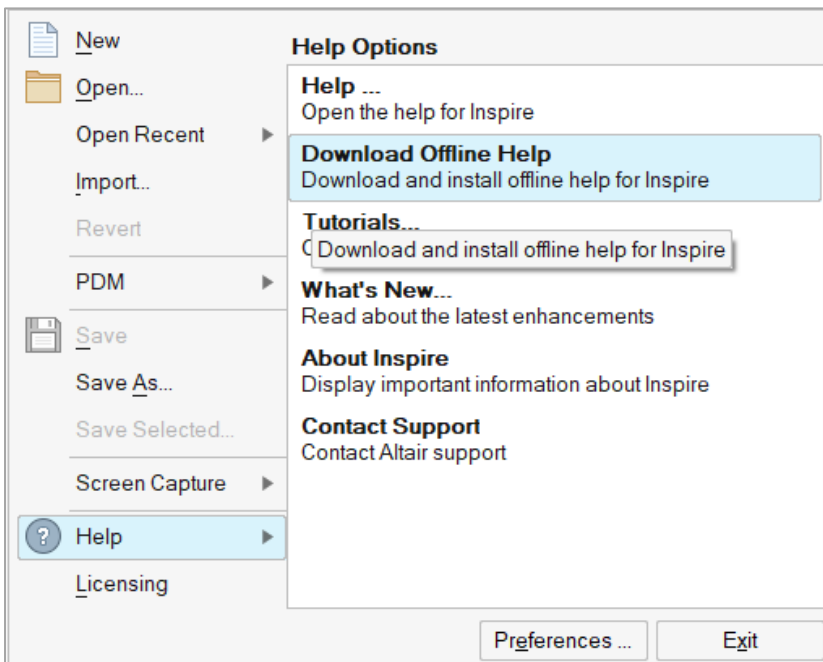 New
Open...
Open Recent
Import...
Revert
PDM
Save
Save As...
Save Selected...
Screen Capture
Help
Licensing
Help Options
Help ...
Open the help for Inspire
Download Offline Help
Download and install offline help for Inspire
Tutorials...
Download and install offline help for Inspire
What's New...
Read about the latest enhancements
About Inspire
Display important information about Inspire
Contact Support
Contact Altair support
Preferences ...
Exit